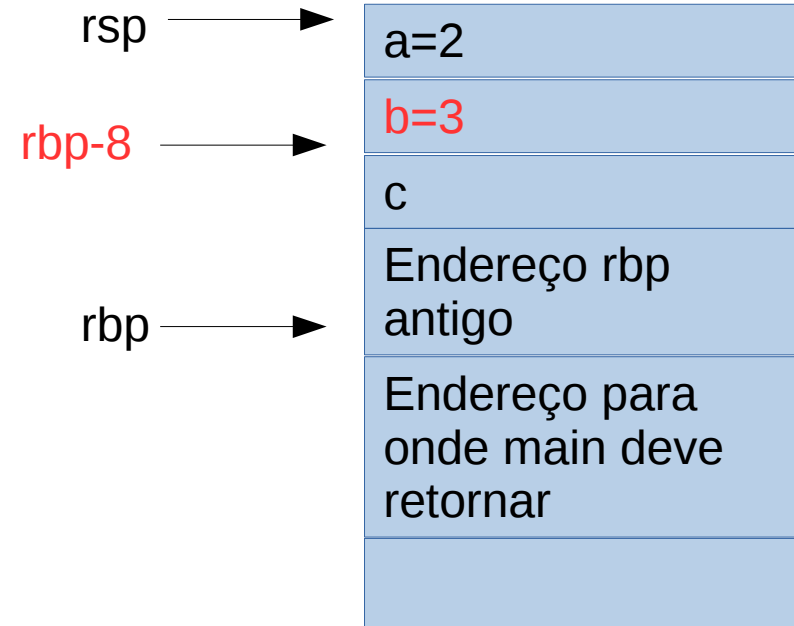 rsp
a=2
b=3
rbp-8
c
Endereço rbp
antigo
rbp
Endereço para
onde main deve
retornar